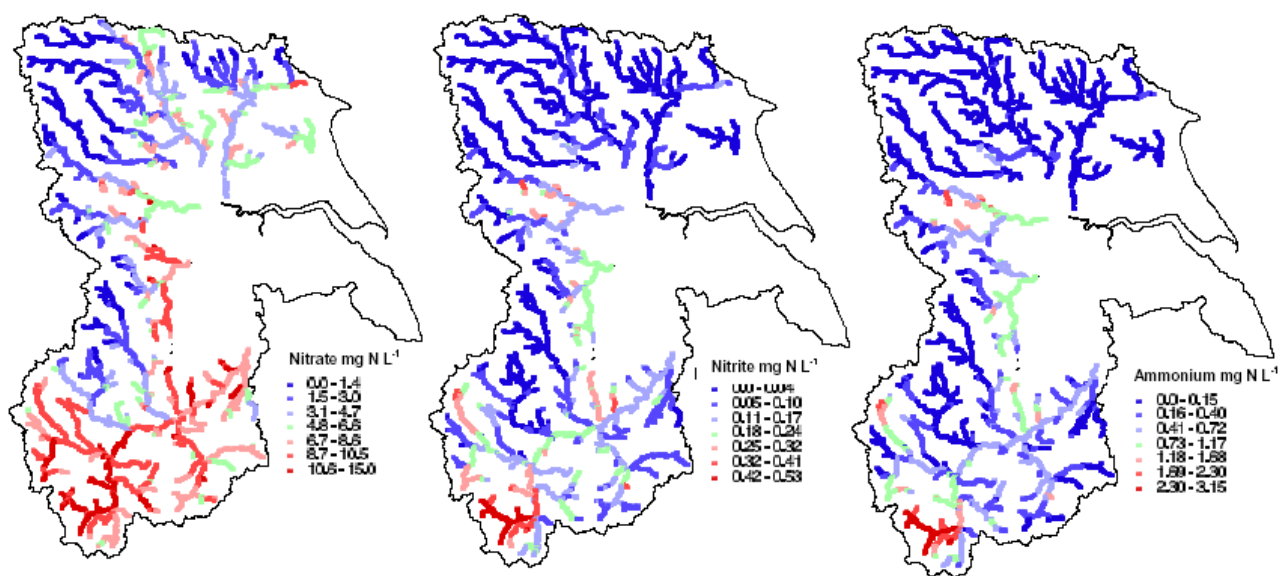 Nitrate mg N L-1
0.0 - 1.4
1.5 - 3.0
3.1 - 4.7
4.8 - 6.6
6.7 - 8.6
8.7 - 10.5
10.6 - 15.0
Nitrite mg N L-1
0.0 - 0.04
0.05 - 0.10
0.11 - 0.17
0.18 - 0.24
0.25 - 0.32
0.32 - 0.41
0.42 - 0.53
Ammonium mg N L-1
0.0 - 0.15
0.16 - 0.40
0.41 - 0.72
0.73 - 1.17
1.18 - 1.68
1.69 - 2.30
2.30 - 3.15